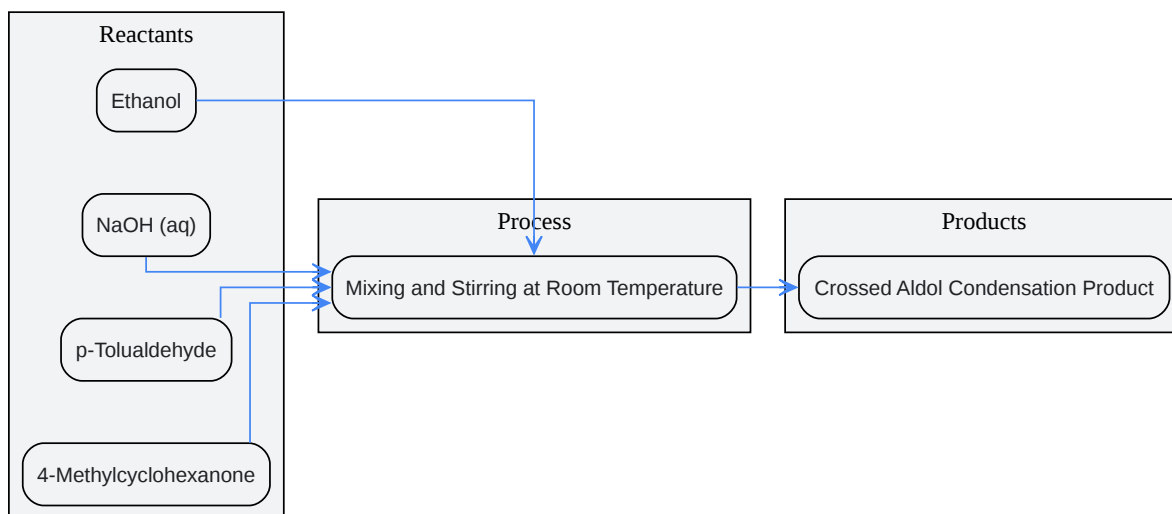 Reactants
Ethanol
NaOH (aq)
p-Tolualdehyde
4-Methylcyclohexanone
Process
Mixing and Stirring at Room Temperature
Products
Crossed Aldol Condensation Product